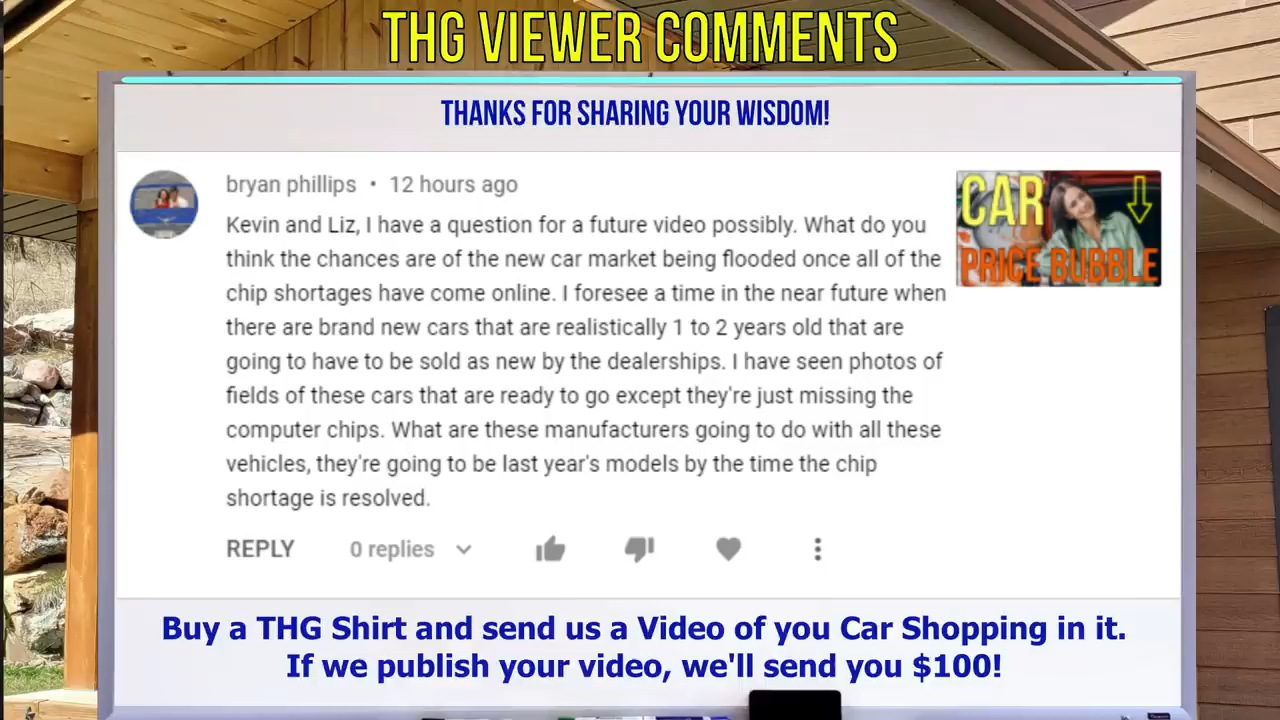 THG VIEWER COMMENTS
THANKS FOR SHARING YOUR WISDOM!
bryan phillips • 12 hours ago
Kevin and Liz, I have a question for a future video possibly. What do you
think the chances are of the new car market being flooded once all of the
chip shortages have come online. I foresee a time in the near future when
there are brand new cars that are realistically 1 to 2 years old that are
going to have to be sold as new by the dealerships. I have seen photos of
fields of these cars that are ready to go except they're just missing the
computer chips. What are these manufacturers going to do with all these
vehicles, they're going to be last year's models by the time the chip
shortage is resolved.
REPLY 0 replies
CAR
PRICE BUBBLE
Buy a THG Shirt and send us a Video of you Car Shopping in it.
If we publish your video, we'll send you $100!